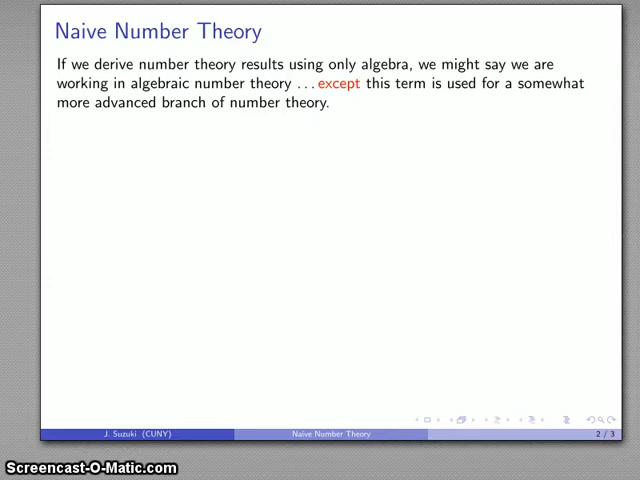 Naive Number Theory
If we derive number theory results using only algebra, we might say we are
working in algebraic number theory ... except this term is used for a somewhat
more advanced branch of number theory.
J. Suzuki (CUNY)
Naive Number Theory
2 / 3
Screencast-O-Matic.com